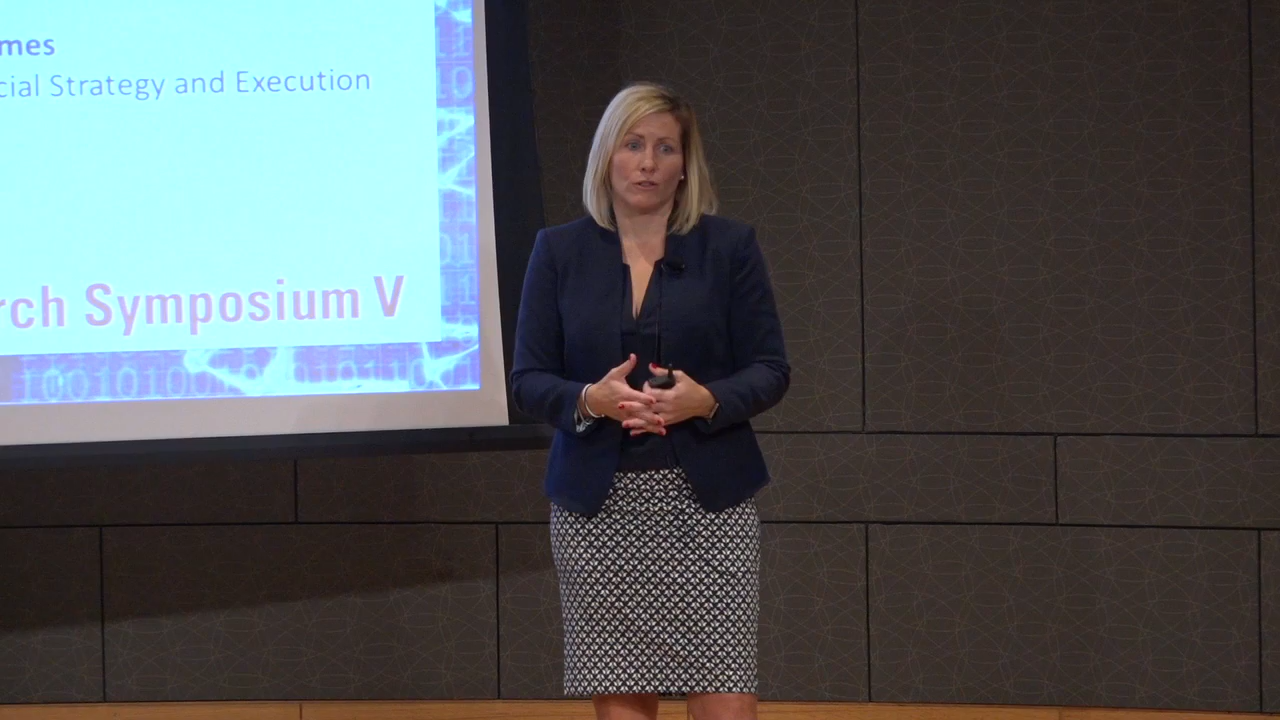 mes
cial Strategy and Execution
rch Symposium V